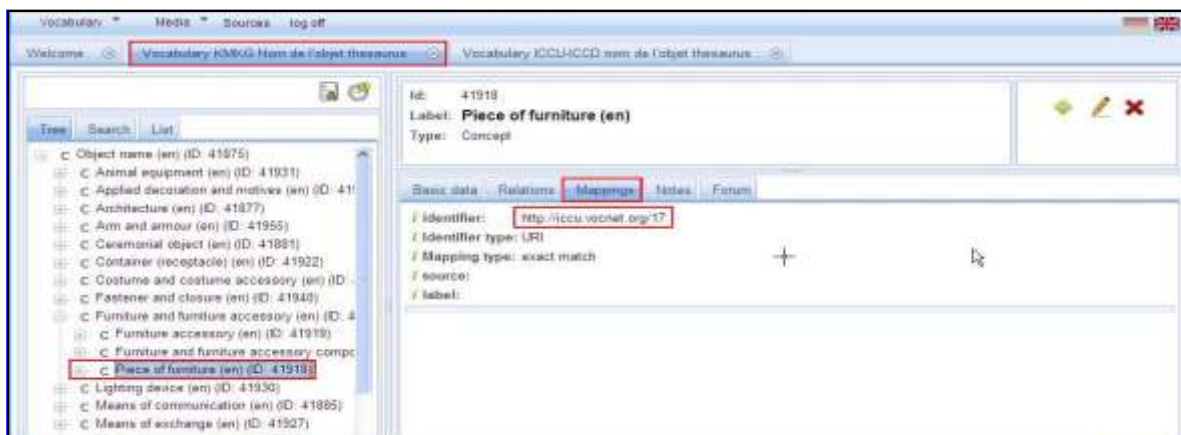 Vocabulary Media Sources log off
Welcome Vocabulary KMKG Nom de l'objet thesaurus Vocabulary ICCU-ICCD nom de l'objet thesaurus
Tree Search List
C Object name (en) (ID: 41875)
C Animal equipment (en) (ID: 41931)
C Applied decoration and motives (en) (ID: 41
C Architecture (en) (ID: 41877)
C Arm and armour (en) (ID: 41955)
C Ceremonial object (en) (ID: 41881)
C Container (receptacle) (en) (ID: 41922)
C Costume and costume accessory (en) (ID:
C Fastener and closure (en) (ID: 41940)
C Furniture and furniture accessory (en) (ID: 4
C Furniture accessory (en) (ID: 41919)
C Furniture and furniture accessory compo
C Piece of furniture (en) (ID: 41918)
C Lighting device (en) (ID: 41930)
C Means of communication (en) (ID: 41885)
C Means of exchange (en) (ID: 41927)
Id: 41918
Label: Piece of furniture (en)
Type: Concept
Basic data Relations Mappings Notes Forum
/ Identifier: http://iccu.vocnet.org/17
/ Identifier type: URI
/ Mapping type: exact match
/ source:
/ label: